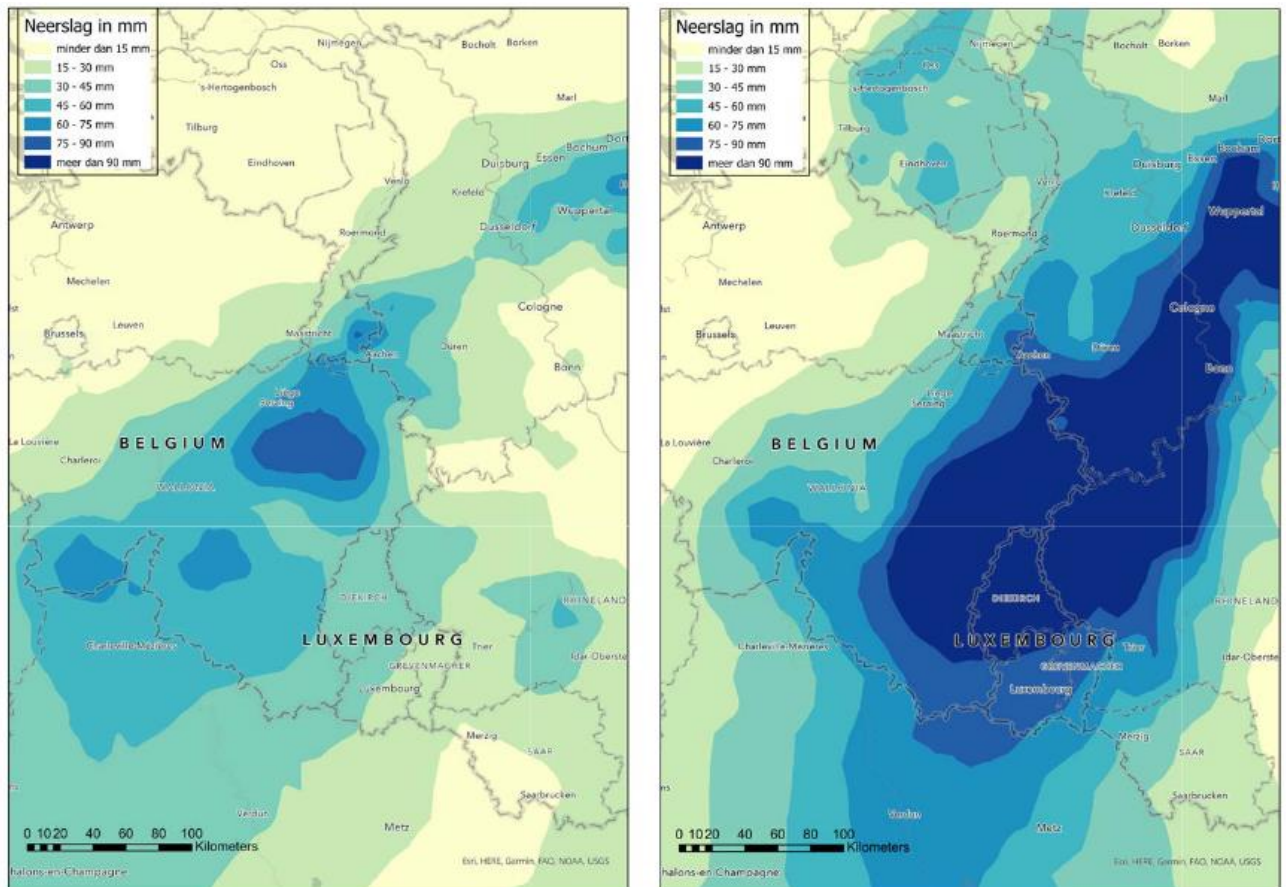 Neerslag in mm
minder dan 15 mm
15 - 30 mm
30 - 45 mm
45 - 60 mm
60 - 75 mm
75 - 90 mm
meer dan 90 mm
Nijmegen
Bocholt
Borken
Oss
's-Hertogenbosch
Marl
Tilburg
Eindhoven
Duisburg
Essen
Bochum
Venlo
Krefeld
Wuppertal
Antwerp
Roermond
Dusseldorf
Mechelen
Cologne
Brussels
Leuven
Maastricht
Aachen
Düren
Bonn
Liège
Seraing
La Louvière
BELGIUM
Charleroi
WALLONIA
DIEKIRCH
RHINELAND
LUXEMBOURG
Charleville-Mézières
Trier
GREVENMACHER
Idar-Oberste
Luxembourg
Merzig
SAAR
Saarbrucken
Verdun
Metz
0 10 20 40 60 80 100
Kilometers
Esri, HERE, Garmin, FAO, NOAA, USGS
halons-en-Champagne
Neerslag in mm
minder dan 15 mm
15 - 30 mm
30 - 45 mm
45 - 60 mm
60 - 75 mm
75 - 90 mm
meer dan 90 mm
Nijmegen
Bocholt
Borken
Oss
's-Hertogenbosch
Marl
Tilburg
Eindhoven
Duisburg
Essen
Bochum
Venlo
Krefeld
Wuppertal
Antwerp
Roermond
Dusseldorf
Mechelen
Cologne
Brussels
Leuven
Maastricht
Aachen
Düren
Bonn
Liège
Seraing
La Louvière
BELGIUM
Charleroi
WALLONIA
DIEKIRCH
RHINELAND
LUXEMBOURG
Charleville-Mézières
Trier
GREVENMACHER
Idar-Oberste
Luxembourg
Merzig
SAAR
Saarbrucken
Verdun
Metz
0 10 20 40 60 80 100
Kilometers
Esri, HERE, Garmin, FAO, NOAA, USGS
halons-en-Champagne